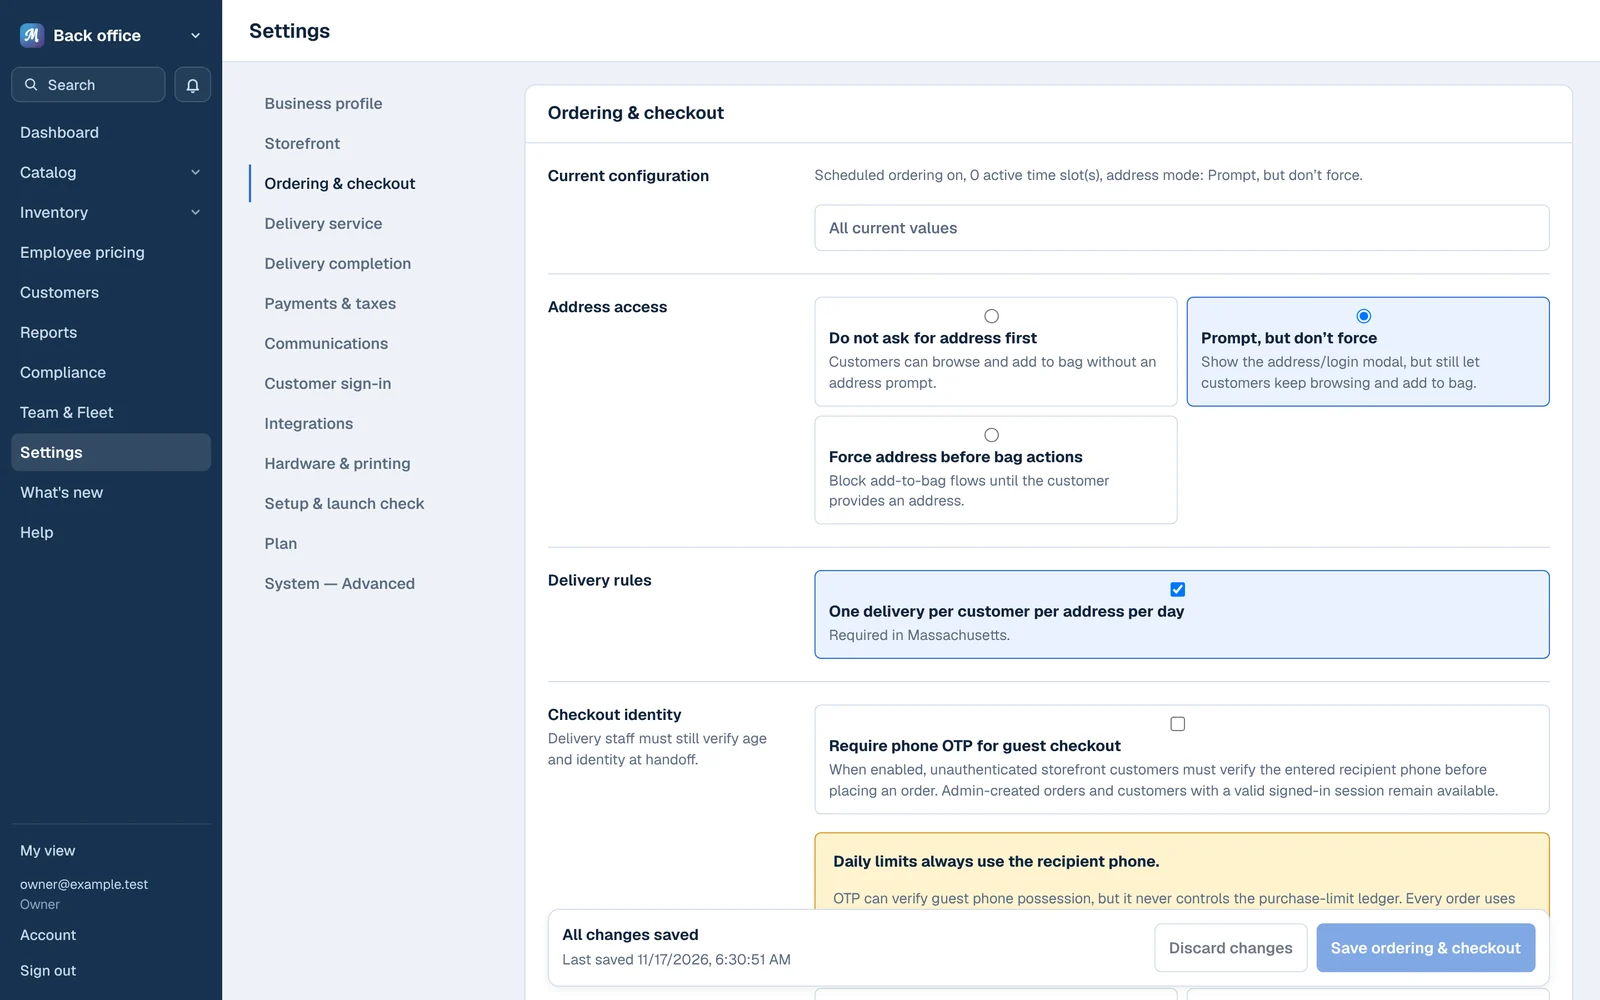 Back office
Search
Dashboard
Catalog
Inventory
Employee pricing
Customers
Reports
Compliance
Team & Fleet
Settings
What's new
Help
My view
owner@example.test
Owner
Account
Sign out
Settings
Business profile
Storefront
Ordering & checkout
Delivery service
Delivery completion
Payments & taxes
Communications
Customer sign-in
Integrations
Hardware & printing
Setup & launch check
Plan
System — Advanced
Ordering & checkout
Current configuration
Scheduled ordering on, 0 active time slot(s), address mode: Prompt, but don’t force.
All current values
Address access
Do not ask for address first
Customers can browse and add to bag without an
address prompt.
Prompt, but don’t force
Show the address/login modal, but still let
customers keep browsing and add to bag.
Force address before bag actions
Block add-to-bag flows until the customer
provides an address.
Delivery rules
One delivery per customer per address per day
Required in Massachusetts.
Checkout identity
Delivery staff must still verify age
and identity at handoff.
Require phone OTP for guest checkout
When enabled, unauthenticated storefront customers must verify the entered recipient phone before
placing an order. Admin-created orders and customers with a valid signed-in session remain available.
Daily limits always use the recipient phone.
OTP can verify guest phone possession, but it never controls the purchase-limit ledger. Every order uses
All changes saved
Last saved 11/17/2026, 6:30:51 AM
Discard changes
Save ordering & checkout